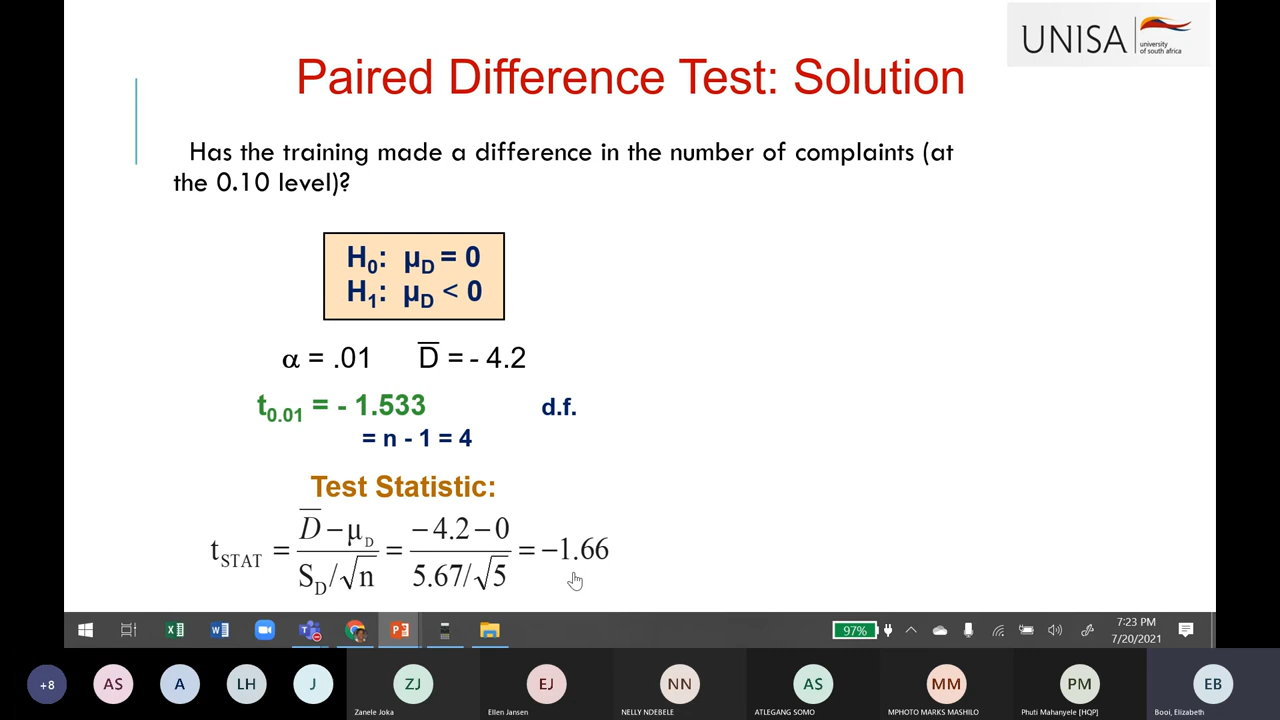 UNISA
university
of south africa
Paired Difference Test: Solution
Has the training made a difference in the number of complaints (at
the 0.10 level)?
H₀: μD = 0
H₁: μD < 0
α = .01 D̅ = - 4.2
t0.01 = - 1.533 d.f.
= n - 1 = 4
Test Statistic:
tSTAT = (D̅ − μD) / (SD/√n) = (−4.2 − 0) / (5.67/√5) = −1.66
97%
7:23 PM
7/20/2021
+8
AS
A
LH
J
ZJ
Zanele Joka
EJ
Ellen Jansen
NN
NELLY NDEBELE
AS
ATLEGANG SOMO
MM
MPHOTO MARKS MASHILO
PM
Phuti Mahanyele [HQP]
EB
Booi, Elizabeth